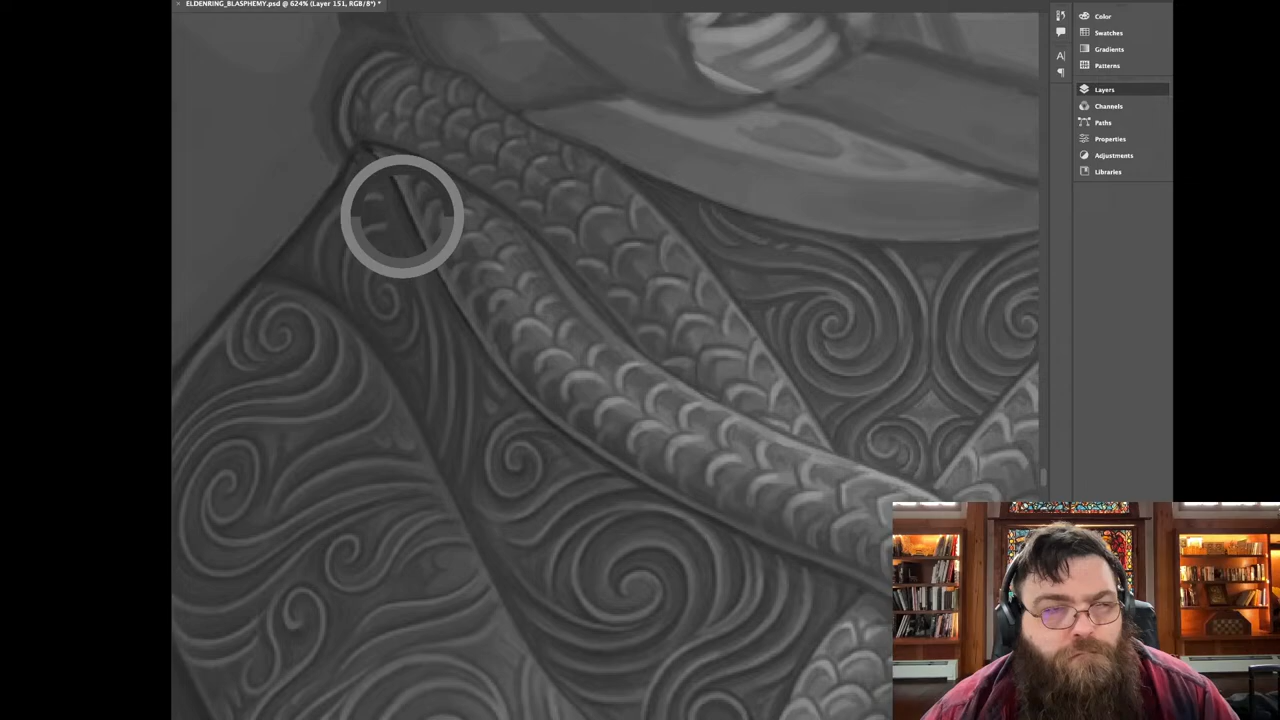 × ELDENRING_BLASPHEMY.psd @ 624% (Layer 151, RGB/8*) *
Color
Swatches
Gradients
A|
¶
Patterns
Layers
Channels
Paths
Properties
Adjustments
Libraries